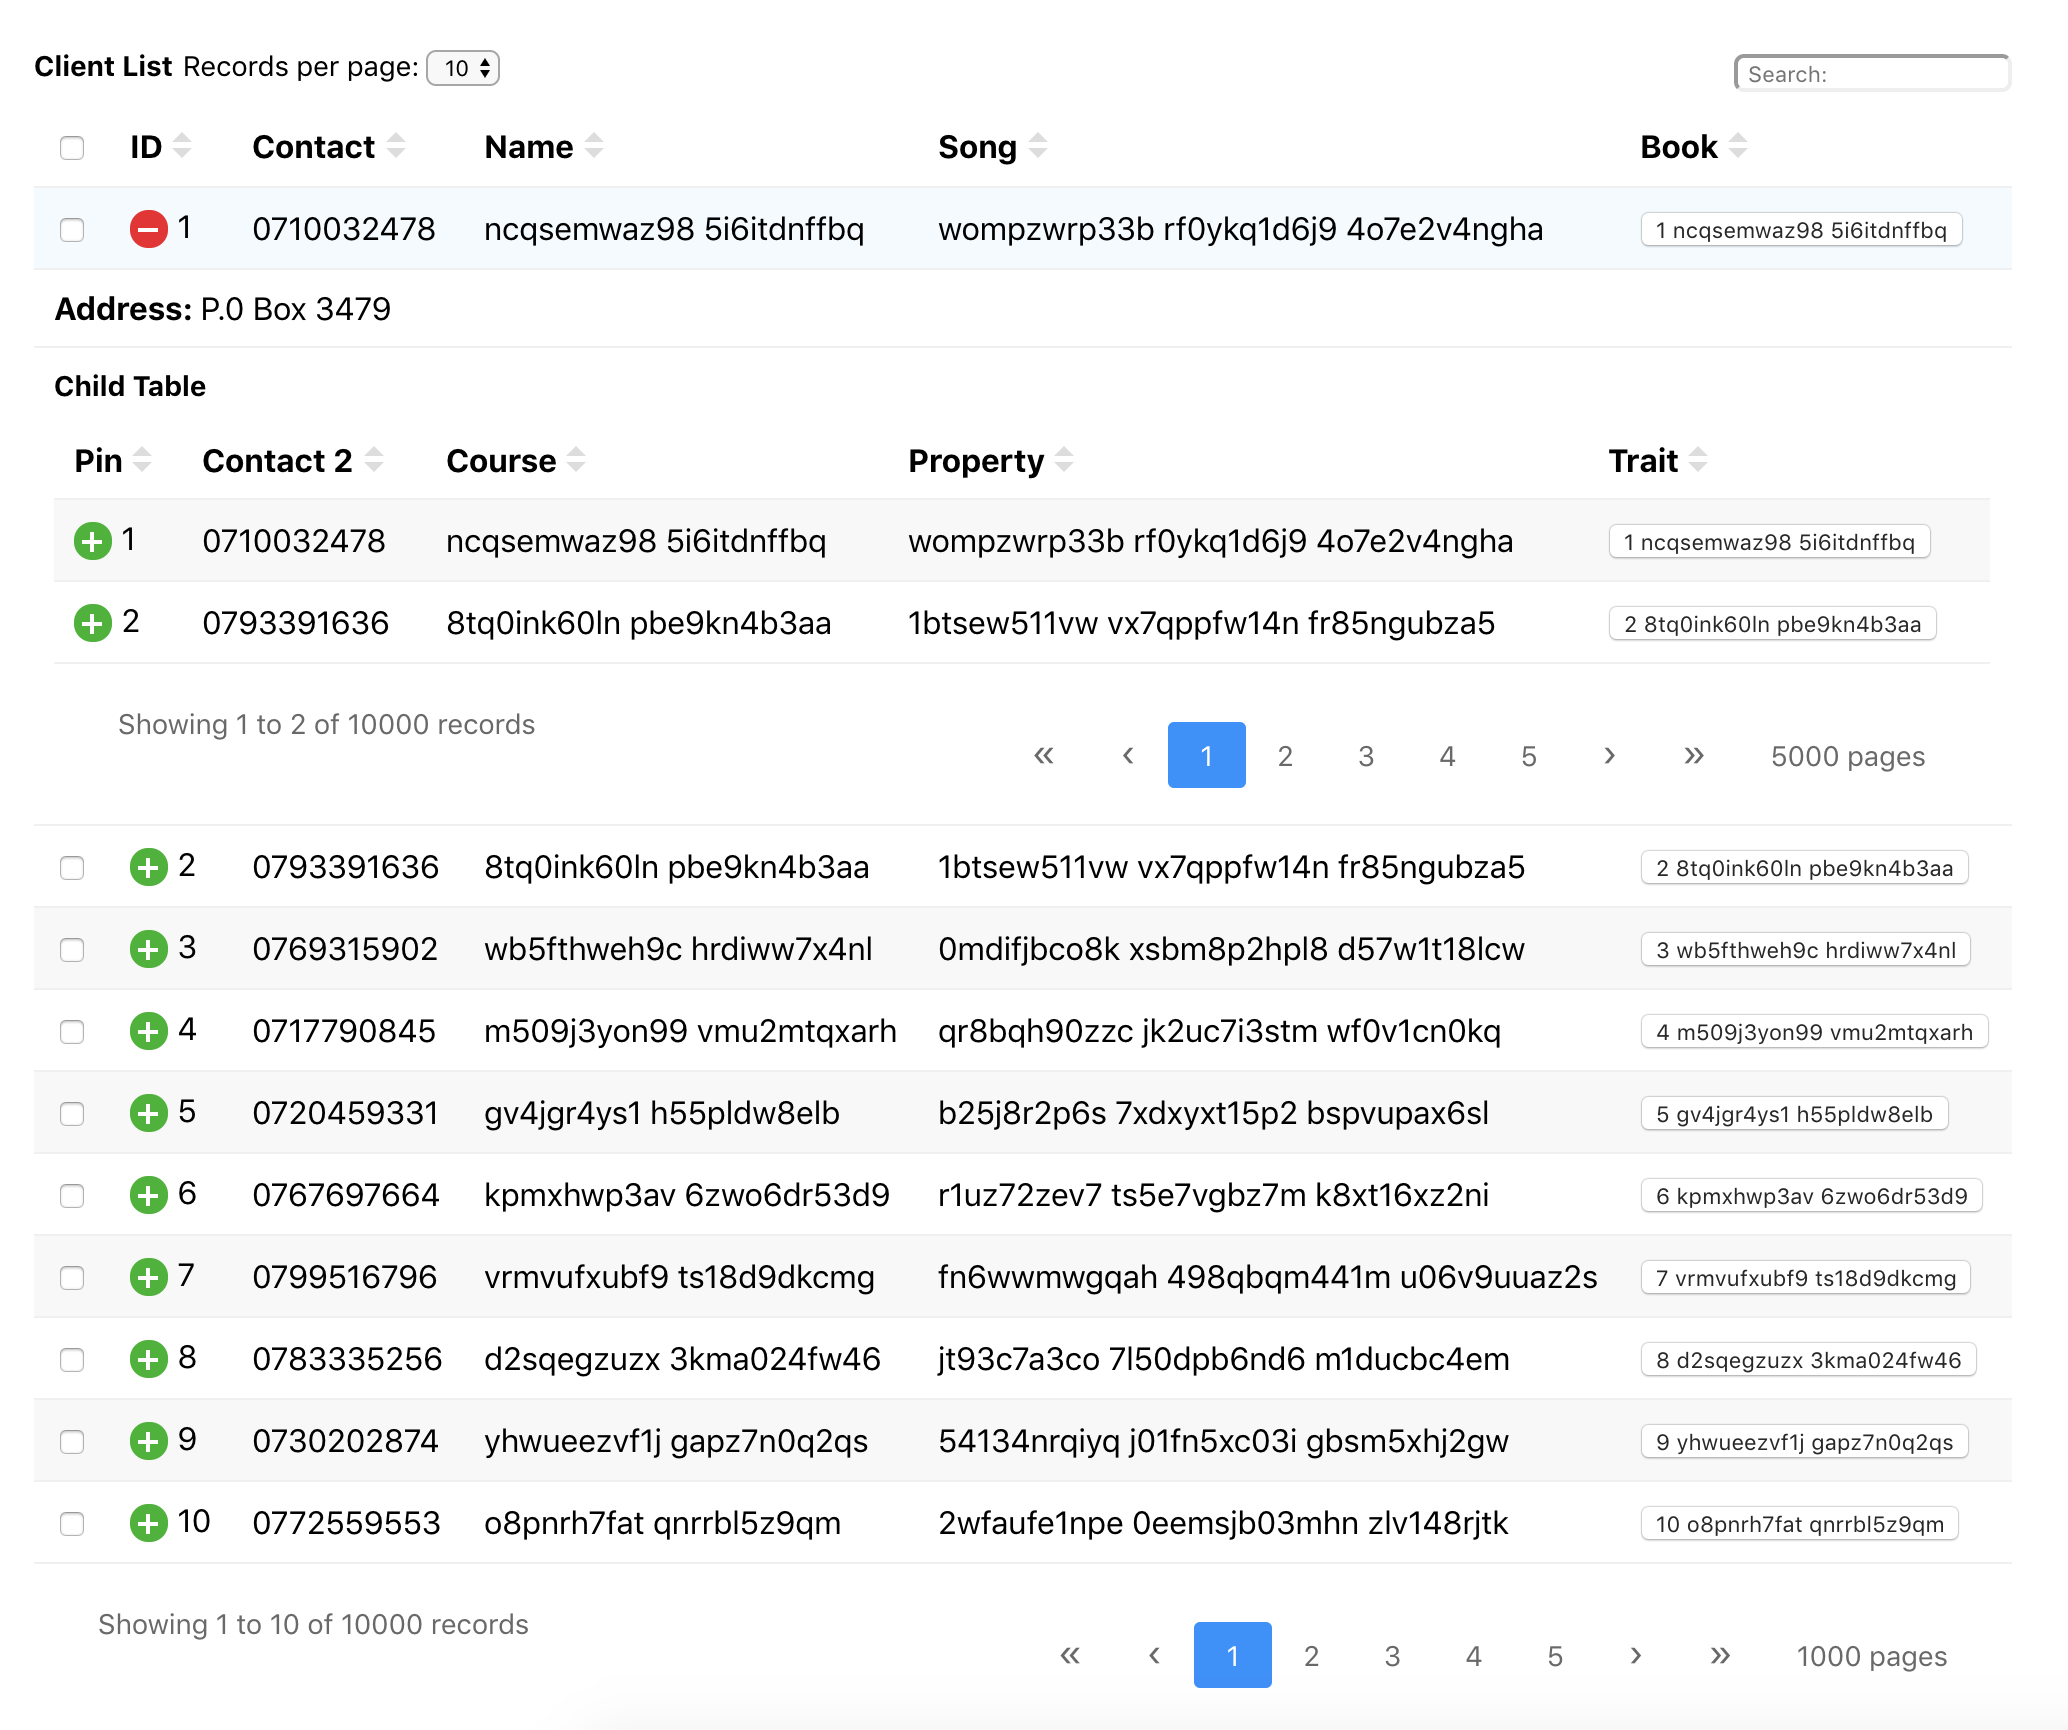 Client List Records per page: 10
Search:
ID Contact Name Song Book
1 0710032478 ncqsemwaz98 5i6itdnffbq wompzwrp33b rf0ykq1d6j9 4o7e2v4ngha 1 ncqsemwaz98 5i6itdnffbq
Address: P.0 Box 3479
Child Table
Pin Contact 2 Course Property Trait
1 0710032478 ncqsemwaz98 5i6itdnffbq wompzwrp33b rf0ykq1d6j9 4o7e2v4ngha 1 ncqsemwaz98 5i6itdnffbq
2 0793391636 8tq0ink60ln pbe9kn4b3aa 1btsew511vw vx7qppfw14n fr85ngubza5 2 8tq0ink60ln pbe9kn4b3aa
Showing 1 to 2 of 10000 records
« ‹ 1 2 3 4 5 › » 5000 pages
2 0793391636 8tq0ink60ln pbe9kn4b3aa 1btsew511vw vx7qppfw14n fr85ngubza5 2 8tq0ink60ln pbe9kn4b3aa
3 0769315902 wb5fthweh9c hrdiww7x4nl 0mdifjbco8k xsbm8p2hpl8 d57w1t18lcw 3 wb5fthweh9c hrdiww7x4nl
4 0717790845 m509j3yon99 vmu2mtqxarh qr8bqh90zzc jk2uc7i3stm wf0v1cn0kq 4 m509j3yon99 vmu2mtqxarh
5 0720459331 gv4jgr4ys1 h55pldw8elb b25j8r2p6s 7xdxyxt15p2 bspvupax6sl 5 gv4jgr4ys1 h55pldw8elb
6 0767697664 kpmxhwp3av 6zwo6dr53d9 r1uz72zev7 ts5e7vgbz7m k8xt16xz2ni 6 kpmxhwp3av 6zwo6dr53d9
7 0799516796 vrmvufxubf9 ts18d9dkcmg fn6wwmwgqah 498qbqm441m u06v9uuaz2s 7 vrmvufxubf9 ts18d9dkcmg
8 0783335256 d2sqegzuzx 3kma024fw46 jt93c7a3co 7l50dpb6nd6 m1ducbc4em 8 d2sqegzuzx 3kma024fw46
9 0730202874 yhwueezvf1j gapz7n0q2qs 54134nrqiyq j01fn5xc03i gbsm5xhj2gw 9 yhwueezvf1j gapz7n0q2qs
10 0772559553 o8pnrh7fat qnrrbl5z9qm 2wfaufe1npe 0eemsjb03mhn zlv148rjtk 10 o8pnrh7fat qnrrbl5z9qm
Showing 1 to 10 of 10000 records
« ‹ 1 2 3 4 5 › » 1000 pages